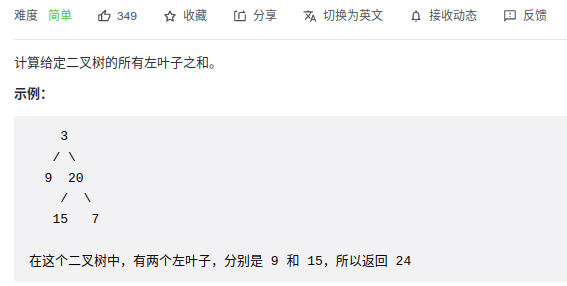 难度 简单 349 收藏 分享 切换为英文 接收动态 反馈
计算给定二叉树的所有左叶子之和。
示例：
3
/ \
9 20
/ \
15 7
在这个二叉树中，有两个左叶子，分别是 9 和 15，所以返回 24